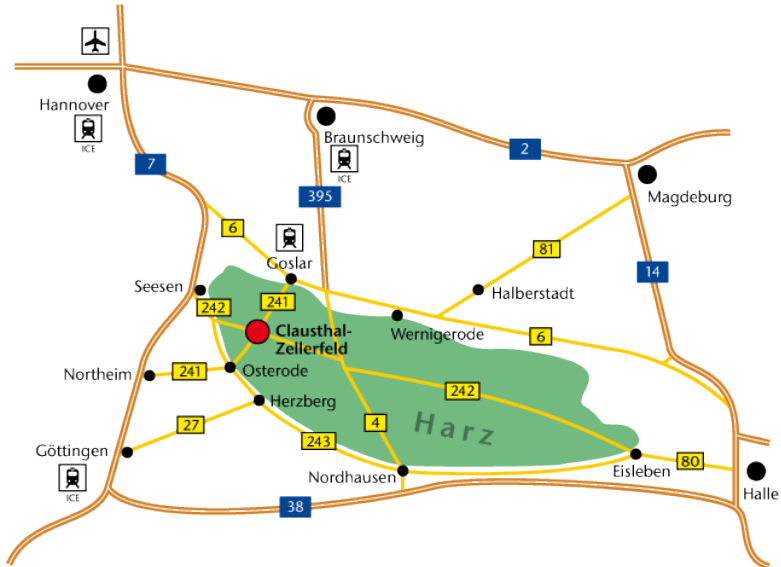 Hannover
ICE
Braunschweig
ICE
2
7
Magdeburg
395
6
81
Goslar
14
Seesen
Halberstadt
242
241
Clausthal-
Zellerfeld
Wernigerode
6
Northeim
241
Osterode
242
Herzberg
27
4
Harz
243
Göttingen
ICE
Nordhausen
Eisleben
80
Halle
38